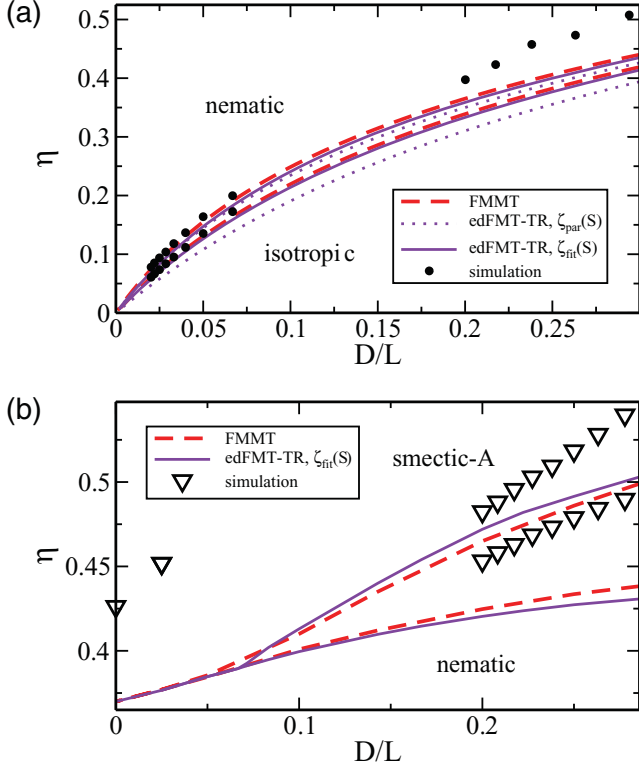 (a)
0.5
0.4
0.3
0.2
0.1
0
η
nematic
isotropi c
FMMT
edFMT-TR, ζpar(S)
edFMT-TR, ζfit(S)
simulation
0 0.05 0.1 0.15 0.2 0.25
D/L
(b)
0.5
0.45
0.4
η
FMMT
edFMT-TR, ζfit(S)
simulation
smectic-A
nematic
0 0.1 0.2
D/L